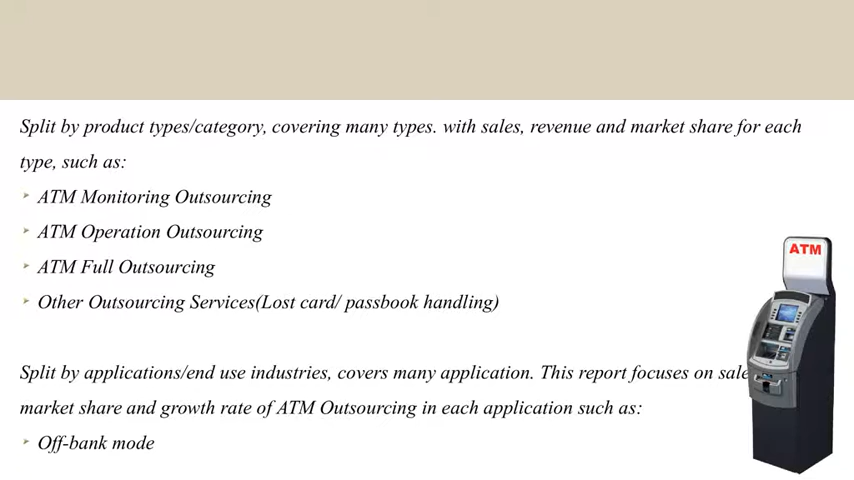 Split by product types/category, covering many types. with sales, revenue and market share for each
type, such as:
ATM Monitoring Outsourcing
ATM Operation Outsourcing
ATM Full Outsourcing
Other Outsourcing Services(Lost card/ passbook handling)
ATM
Split by applications/end use industries, covers many application. This report focuses on sale
market share and growth rate of ATM Outsourcing in each application such as:
Off-bank mode